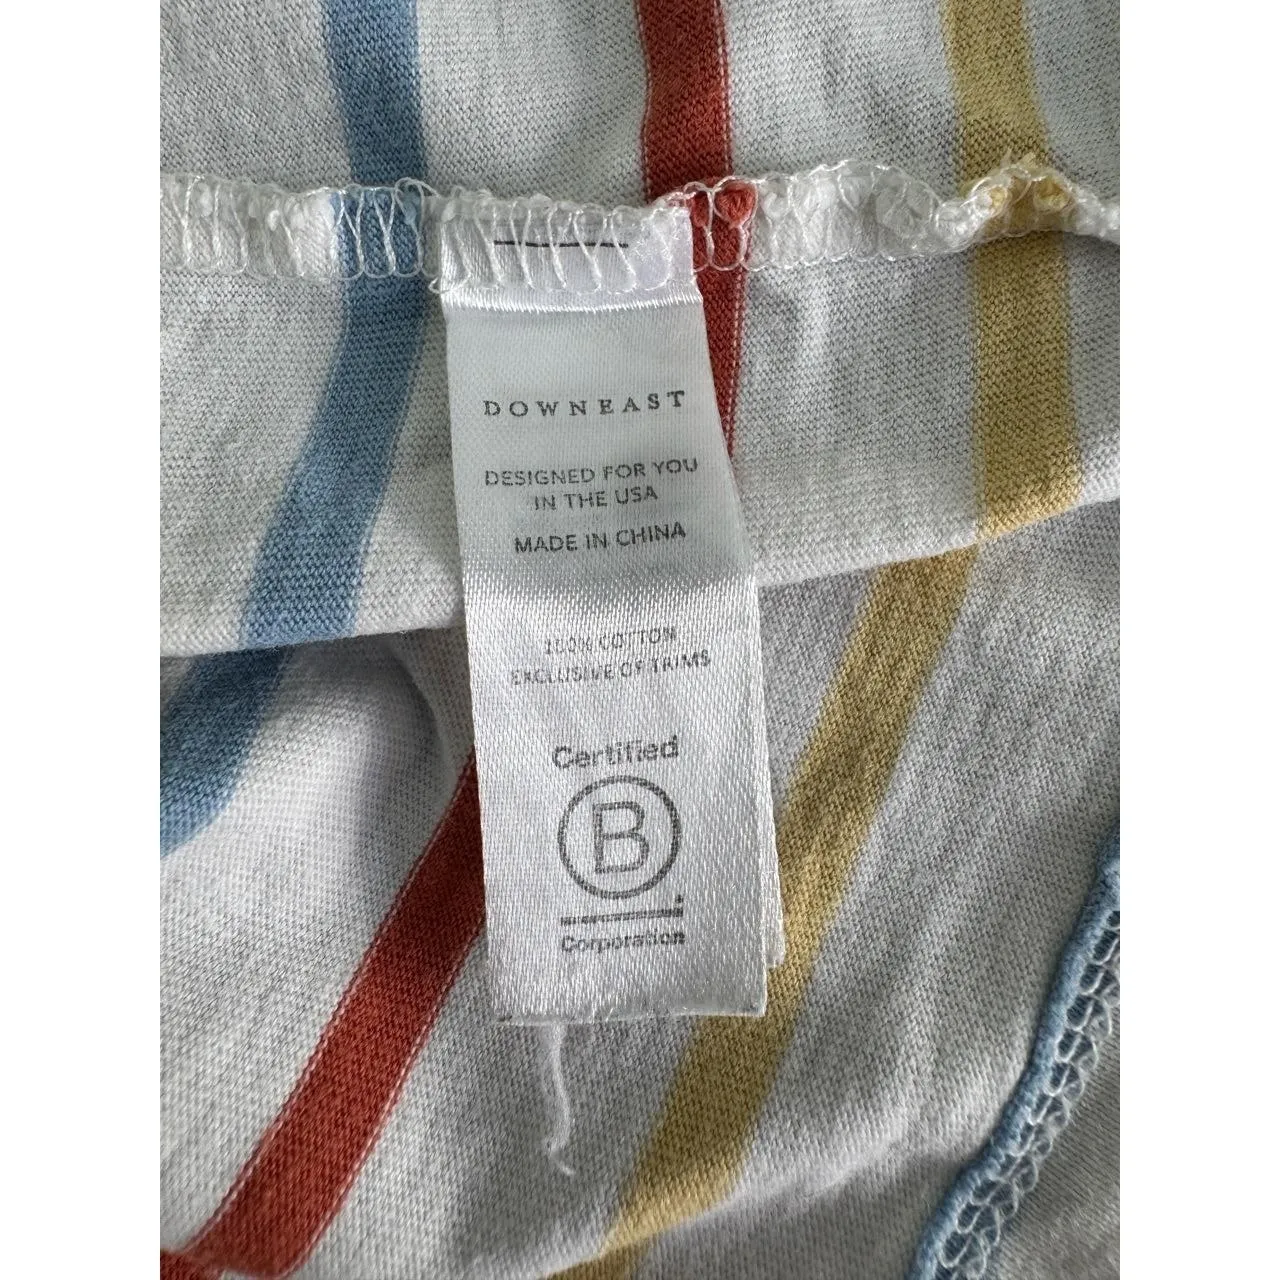 DOWNEAST
DESIGNED FOR YOU
IN THE USA
MADE IN CHINA
100% COTTON
EXCLUSIVE OF TRIMS
Certified
B
Corporation